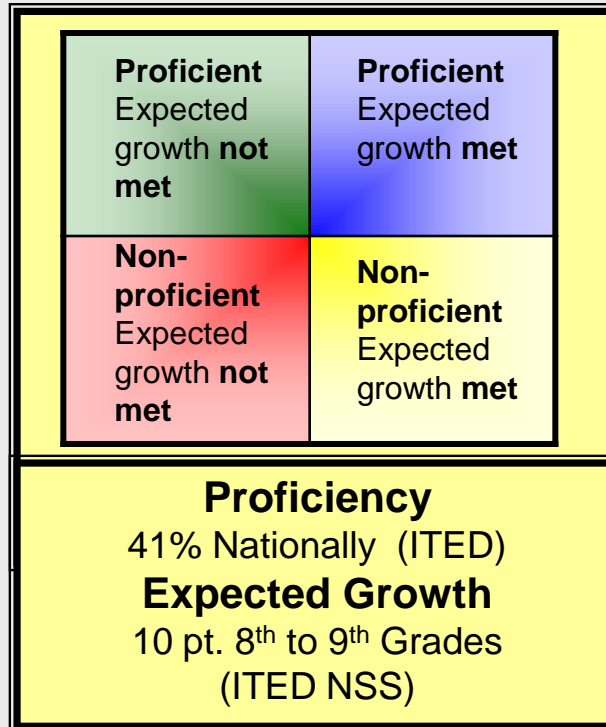 Proficient
Expected
growth not
met
Proficient
Expected
growth met
Non-
proficient
Expected
growth not
met
Non-
proficient
Expected
growth met
Proficiency
41% Nationally (ITED)
Expected Growth
10 pt. 8th to 9th Grades
(ITED NSS)